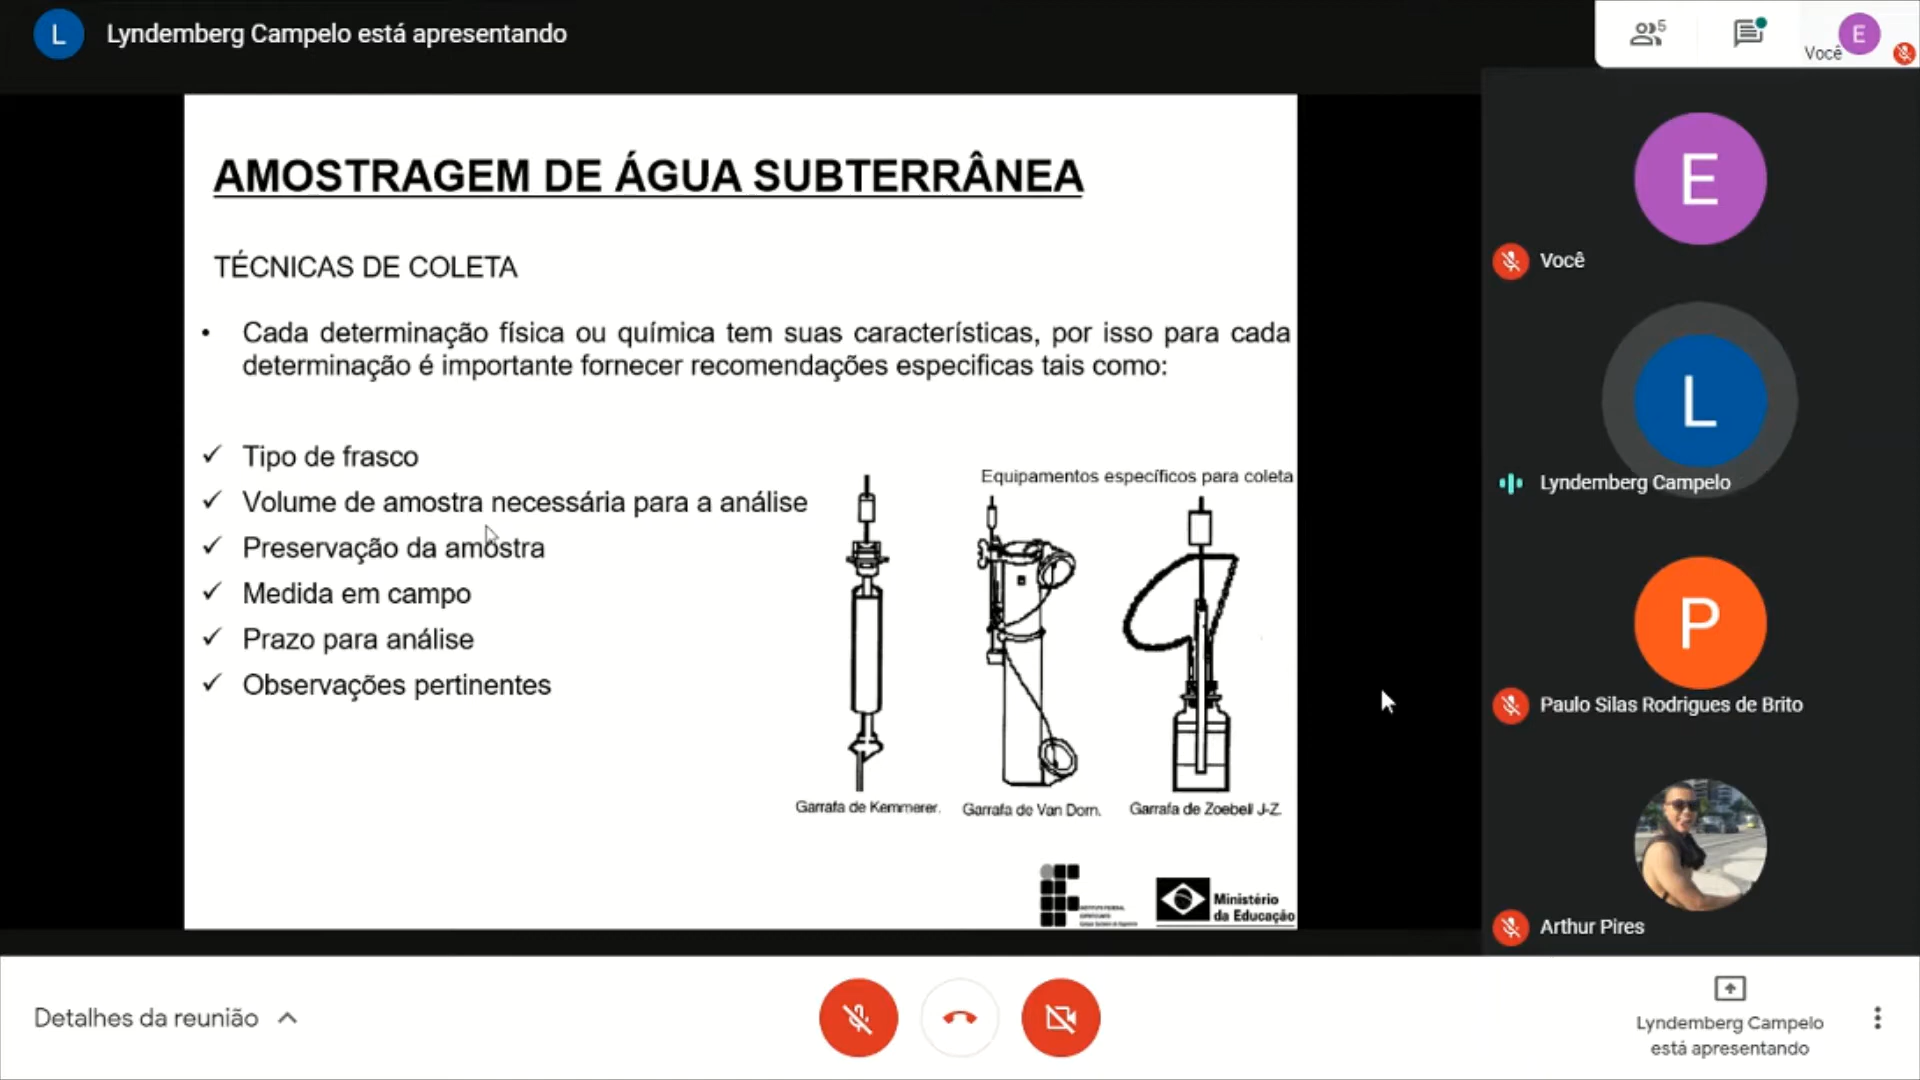 L
Lyndemberg Campelo está apresentando
5
Você
E
AMOSTRAGEM DE ÁGUA SUBTERRÂNEA
TÉCNICAS DE COLETA
• Cada determinação física ou química tem suas características, por isso para cada
determinação é importante fornecer recomendações especificas tais como:
✓ Tipo de frasco
✓ Volume de amostra necessária para a análise
✓ Preservação da amostra
✓ Medida em campo
✓ Prazo para análise
✓ Observações pertinentes
Equipamentos específicos para coleta
Garrafa de Kemmerer.
Garrafa de Van Dorn.
Garrafa de Zoebell J-Z.
Ministério
da Educação
E
Você
L
Lyndemberg Campelo
P
Paulo Silas Rodrigues de Brito
Arthur Pires
Detalhes da reunião
Lyndemberg Campelo
está apresentando